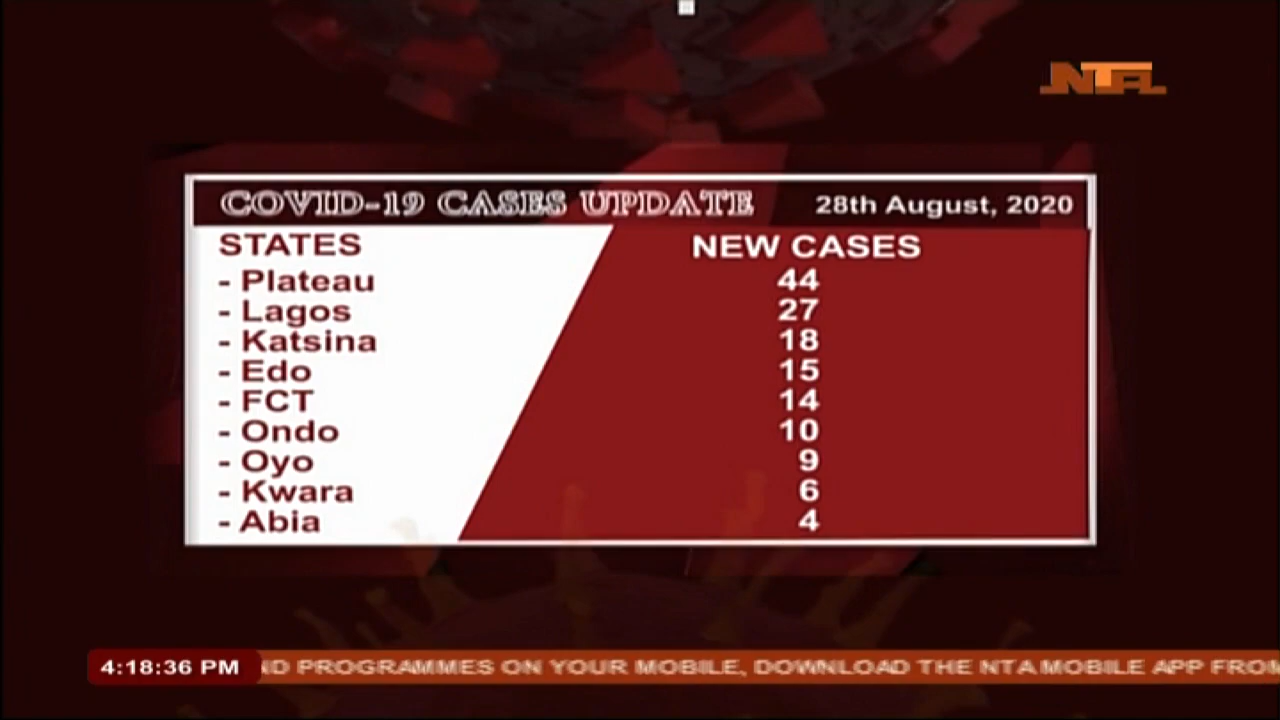 NTA
COVID-19 CASES UPDATE 28th August, 2020
STATES NEW CASES
- Plateau 44
- Lagos 27
- Katsina 18
- Edo 15
- FCT 14
- Ondo 10
- Oyo 9
- Kwara 6
- Abia 4
4:18:36 PM ND PROGRAMMES ON YOUR MOBILE, DOWNLOAD THE NTA MOBILE APP FROM